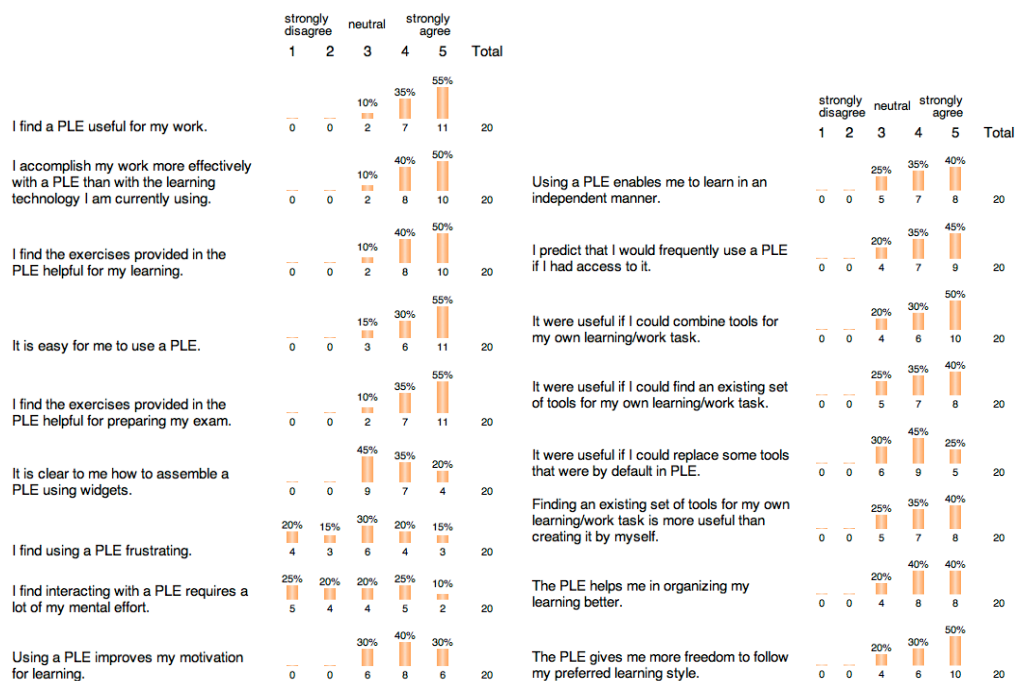 strongly disagree neutral strongly agree
1 2 3 4 5 Total
55%
35%
10%
I find a PLE useful for my work. 0 0 2 7 11 20
50%
40%
10%
I accomplish my work more effectively
with a PLE than with the learning
technology I am currently using. 0 0 2 8 10 20
50%
40%
10%
I find the exercises provided in the
PLE helpful for my learning. 0 0 2 8 10 20
55%
30%
15%
It is easy for me to use a PLE. 0 0 3 6 11 20
55%
35%
10%
I find the exercises provided in the
PLE helpful for preparing my exam. 0 0 2 7 11 20
45% 35% 20%
It is clear to me how to assemble a
PLE using widgets. 0 0 9 7 4 20
20% 15% 30% 20% 15%
I find using a PLE frustrating. 4 3 6 4 3 20
25% 20% 20% 25% 10%
I find interacting with a PLE requires a
lot of my mental effort. 5 4 4 5 2 20
30% 40% 30%
Using a PLE improves my motivation
for learning. 0 0 6 8 6 20
strongly disagree neutral strongly agree
1 2 3 4 5 Total
25% 35% 40%
Using a PLE enables me to learn in an
independent manner. 0 0 5 7 8 20
20% 35% 45%
I predict that I would frequently use a PLE
if I had access to it. 0 0 4 7 9 20
20% 30% 50%
It were useful if I could combine tools for
my own learning/work task. 0 0 4 6 10 20
25% 35% 40%
It were useful if I could find an existing set
of tools for my own learning/work task. 0 0 5 7 8 20
30% 45% 25%
It were useful if I could replace some tools
that were by default in PLE. 0 0 6 9 5 20
25% 35% 40%
Finding an existing set of tools for my own
learning/work task is more useful than
creating it by myself. 0 0 5 7 8 20
20% 40% 40%
The PLE helps me in organizing my
learning better. 0 0 4 8 8 20
20% 30% 50%
The PLE gives me more freedom to follow
my preferred learning style. 0 0 4 6 10 20